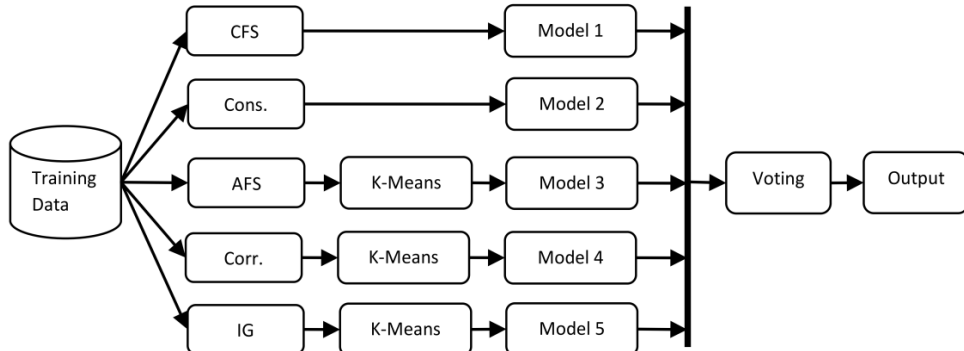 CFS
Model 1
Cons.
Model 2
Training
Data
AFS
K-Means
Model 3
Voting
Output
Corr.
K-Means
Model 4
IG
K-Means
Model 5